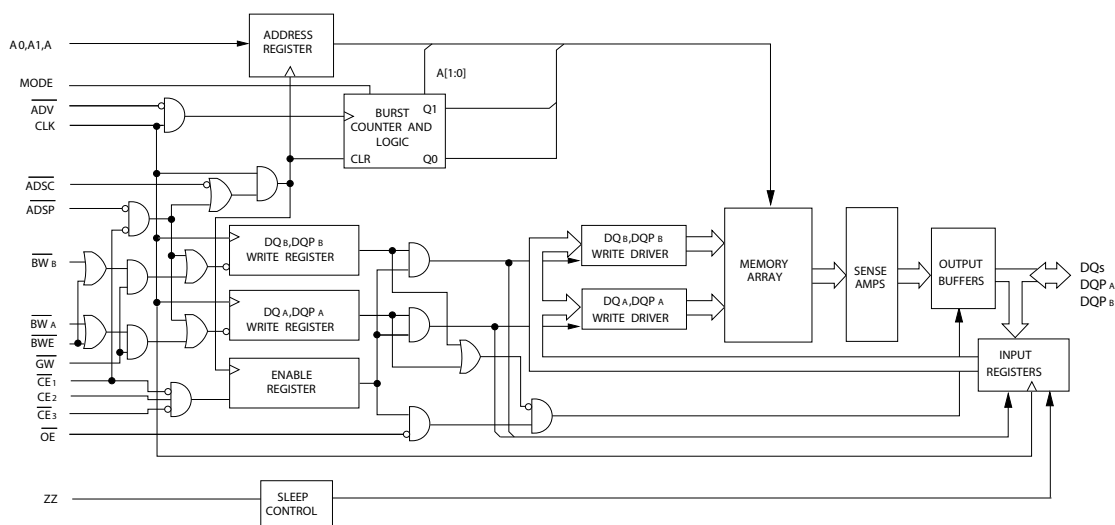 ADDRESS
REGISTER
A0,A1,A
A[1:0]
MODE
ADV
CLK
BURST
COUNTER AND
LOGIC
Q1
CLR
Q0
ADSC
ADSP
DQ B,DQP B
WRITE REGISTER
DQ B,DQP B
WRITE DRIVER
MEMORY
ARRAY
SENSE
AMPS
OUTPUT
BUFFERS
DQs
DQP A
DQP B
BW B
DQ A,DQP A
WRITE REGISTER
DQ A,DQP A
WRITE DRIVER
BW A
BWE
GW
CE1
CE2
CE3
OE
ENABLE
REGISTER
INPUT
REGISTERS
ZZ
SLEEP
CONTROL